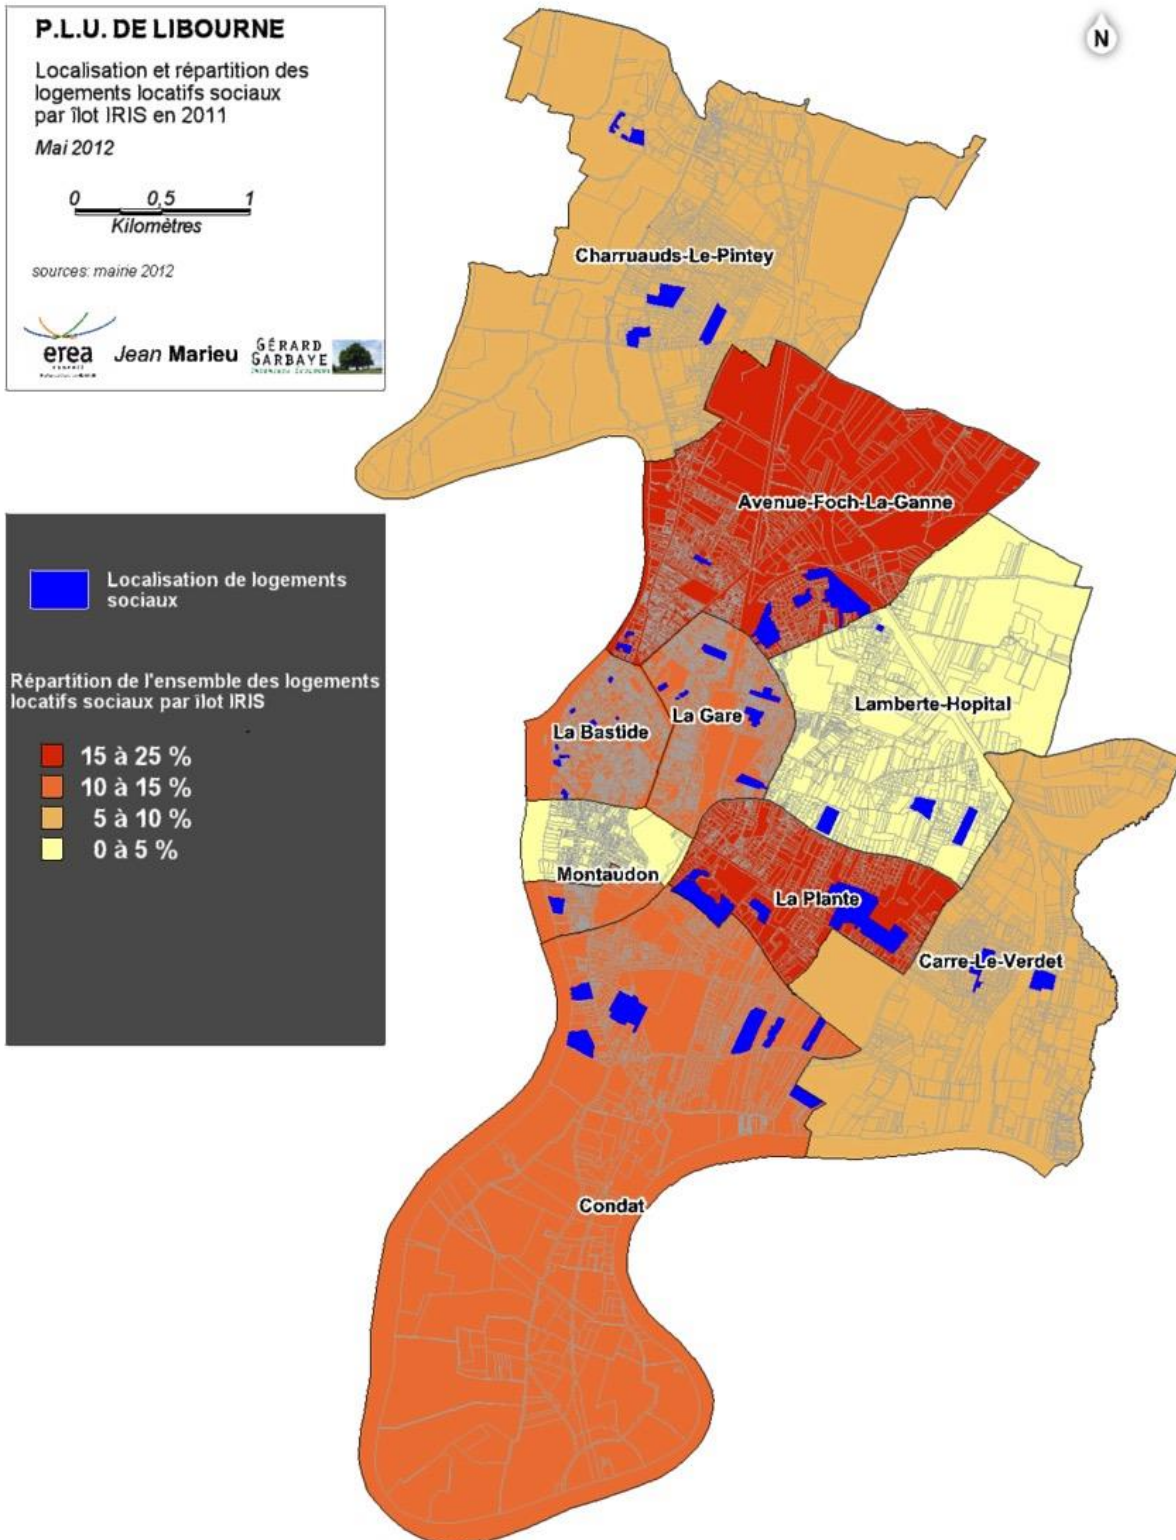 P.L.U. DE LIBOURNE
Localisation et répartition des
logements locatifs sociaux
par îlot IRIS en 2011
Mai 2012
0 0,5 1
Kilomètres
sources: mairie 2012
erea
conseil
Jean Marieu
GÉRARD
GARBAYE
N
Localisation de logements
sociaux
Répartition de l'ensemble des logements
locatifs sociaux par îlot IRIS
15 à 25 %
10 à 15 %
5 à 10 %
0 à 5 %
Charruauds-Le-Pintey
Avenue-Foch-La-Ganne
Lamberte-Hopital
La Gare
La Bastide
Montaudon
La Plante
Carre-Le-Verdet
Condat